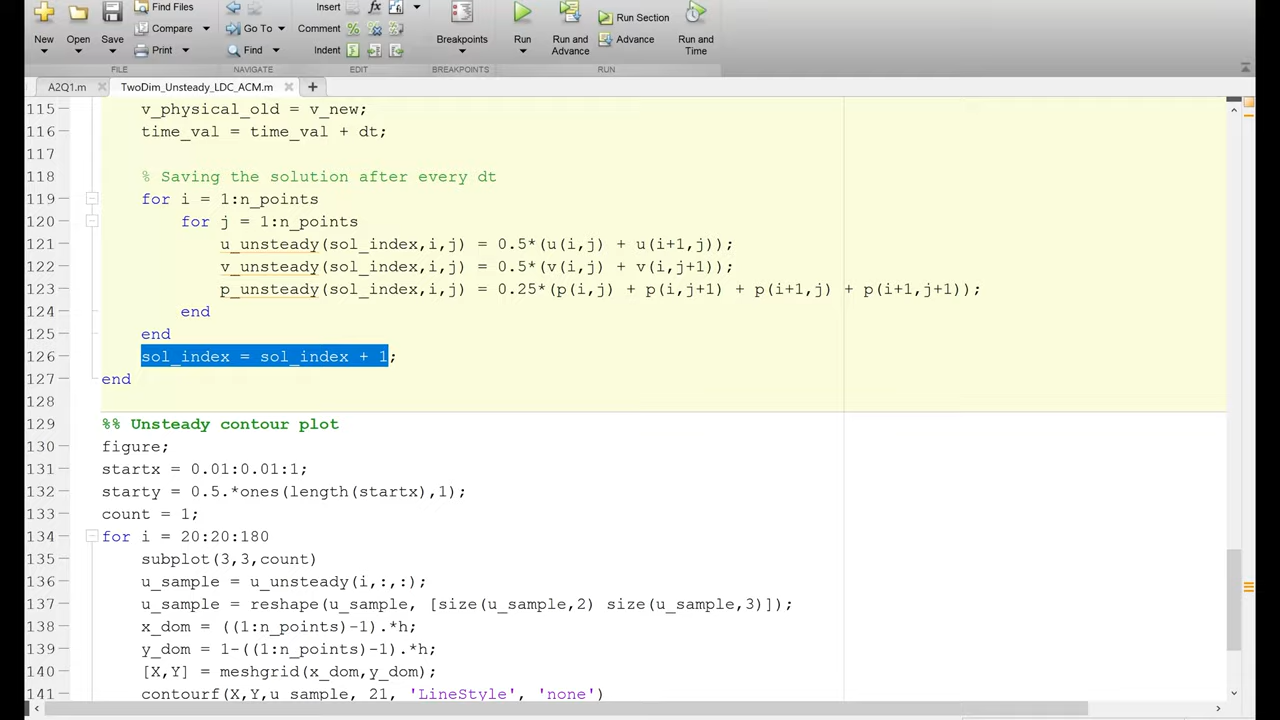 Find Files
Insert
fx
Run Section
Compare
Go To
Comment
New
Open
Save
Print
Find
Indent
Breakpoints
Run
Run and
Advance
Advance
Run and
Time
FILE
NAVIGATE
EDIT
BREAKPOINTS
RUN
A2Q1.m
TwoDim_Unsteady_LDC_ACM.m
115 v_physical_old = v_new;
116 time_val = time_val + dt;
117
118 % Saving the solution after every dt
119 for i = 1:n_points
120 for j = 1:n_points
121 u_unsteady(sol_index,i,j) = 0.5*(u(i,j) + u(i+1,j));
122 v_unsteady(sol_index,i,j) = 0.5*(v(i,j) + v(i,j+1));
123 p_unsteady(sol_index,i,j) = 0.25*(p(i,j) + p(i,j+1) + p(i+1,j) + p(i+1,j+1));
124 end
125 end
126 sol_index = sol_index + 1;
127 end
128
129 %% Unsteady contour plot
130 figure;
131 startx = 0.01:0.01:1;
132 starty = 0.5.*ones(length(startx),1);
133 count = 1;
134 for i = 20:20:180
135 subplot(3,3,count)
136 u_sample = u_unsteady(i,:,:);
137 u_sample = reshape(u_sample, [size(u_sample,2) size(u_sample,3)]);
138 x_dom = ((1:n_points)-1).*h;
139 y_dom = 1-((1:n_points)-1).*h;
140 [X,Y] = meshgrid(x_dom,y_dom);
141 contourf(X,Y,u_sample, 21, 'LineStyle', 'none')